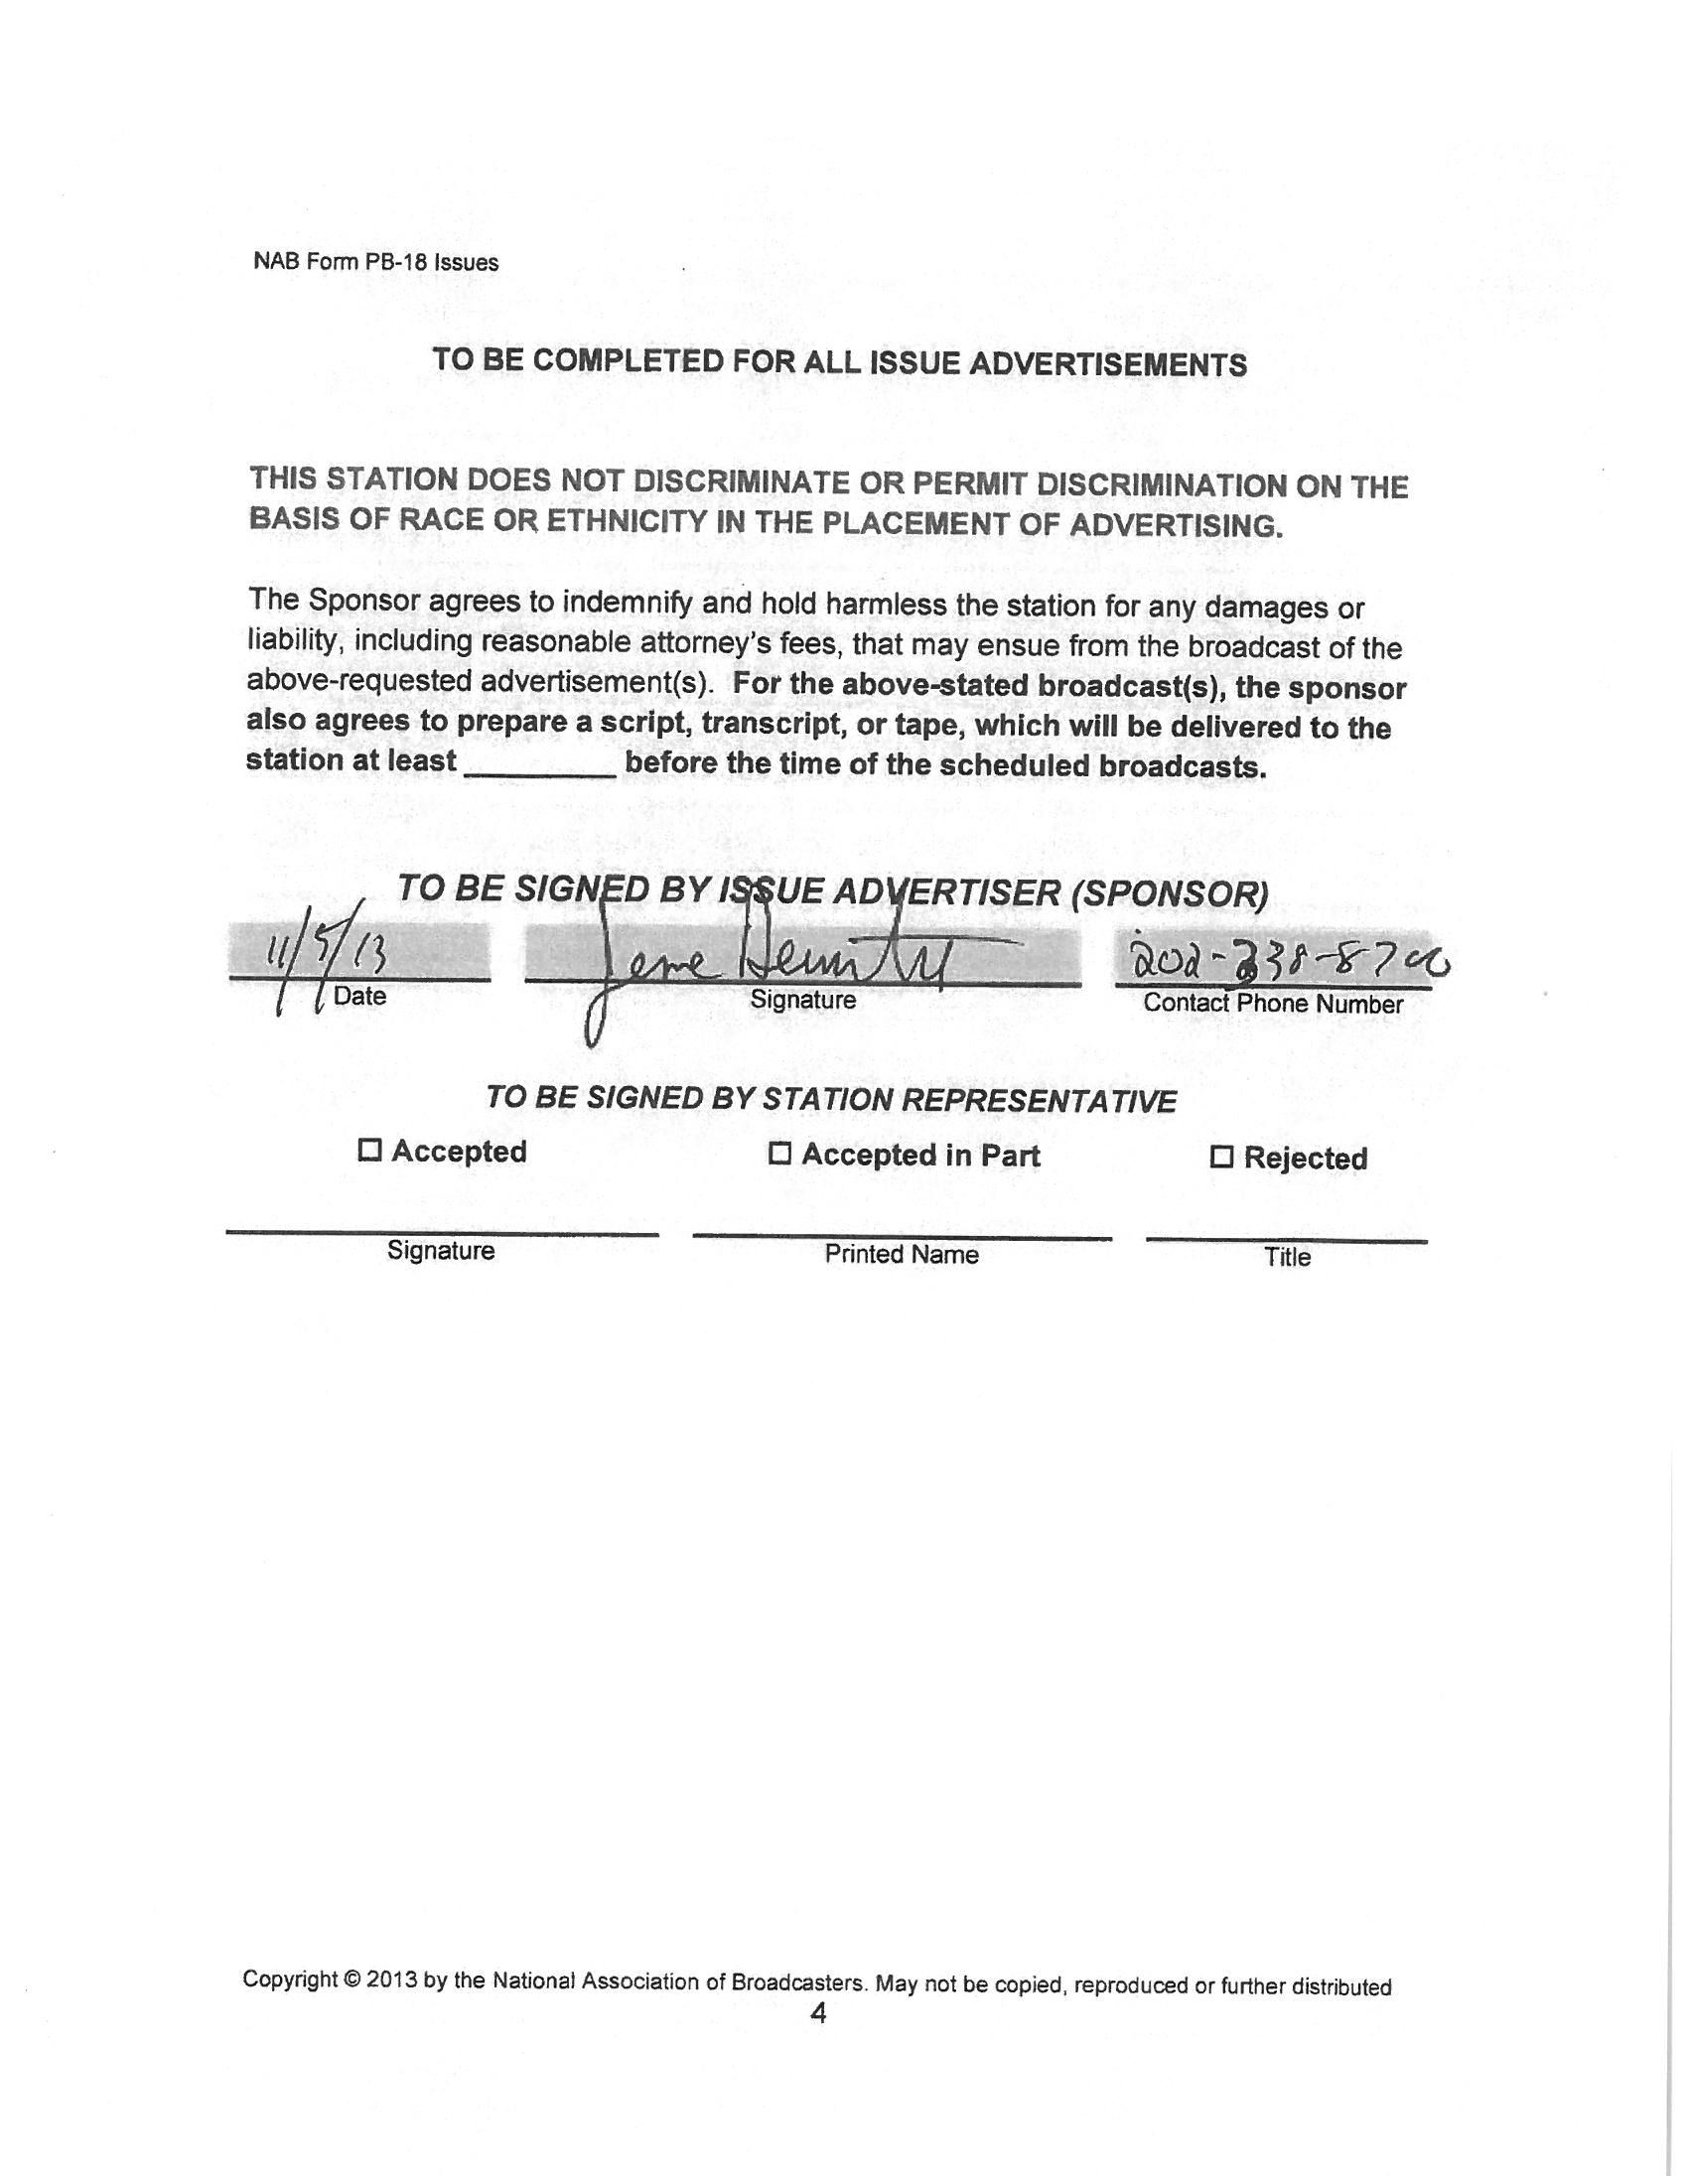 NAB Form PB-18 Issues
TO BE COMPLETED FOR ALL ISSUE ADVERTISEMENTS
THIS STATION DOES NOT DISCRIMINATE OR PERMIT DISCRIMINATION ON THE
BASIS OF RACE OR ETHNICITY IN THE PLACEMENT OF ADVERTISING.
The Sponsor agrees to indemnify and hold harmless the station for any damages or
liability, including reasonable attorney's fees, that may ensue from the broadcast of the
above-requested advertisement(s). For the above-stated broadcast(s), the sponsor
also agrees to prepare a script, transcript, or tape, which will be delivered to the
station at least _________ before the time of the scheduled broadcasts.
TO BE SIGNED BY ISSUE ADVERTISER (SPONSOR)
11/5/13 202-338-8700
Date Signature Contact Phone Number
TO BE SIGNED BY STATION REPRESENTATIVE
☐ Accepted ☐ Accepted in Part ☐ Rejected
Signature Printed Name Title
Copyright © 2013 by the National Association of Broadcasters. May not be copied, reproduced or further distributed
4